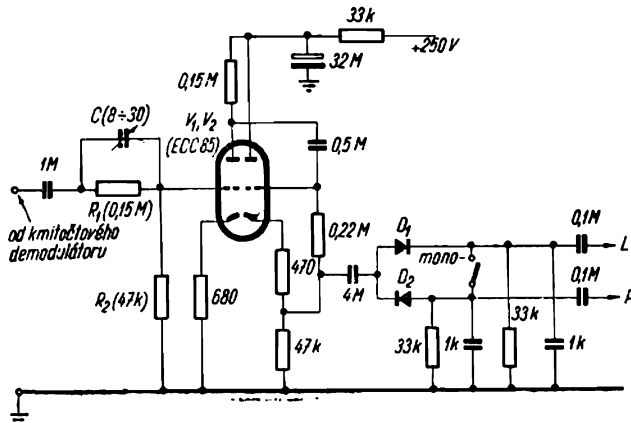 33k
+250V
0,15M
32M
C(8÷30)
V₁,V₂
(ECC85)
1M
0,5M
R₁(0,15M)
od kmitočtového
demodulátoru
0,22M
D₁
0,1M
L
mono-
470
4M
D₂
0,1M
P
R₂(47k)
680
47k
33k
1k
33k
1k